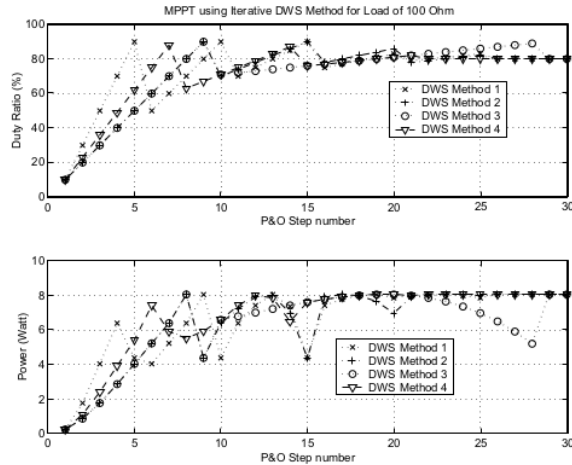 MPPT using Iterative DWS Method for Load of 100 Ohm
100
80
60
40
20
0
Duty Ratio (%)
DWS Method 1
DWS Method 2
DWS Method 3
DWS Method 4
0 5 10 15 20 25 30
P&O Step number
10
8
6
4
2
0
Power (Watt)
DWS Method 1
DWS Method 2
DWS Method 3
DWS Method 4
0 5 10 15 20 25 30
P&O Step number